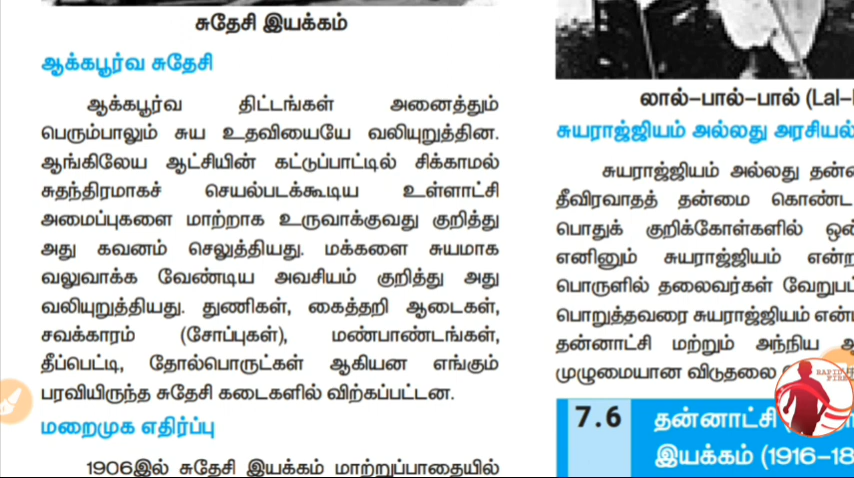 சுதேசி இயக்கம்
ஆக்கபூர்வ சுதேசி
ஆக்கபூர்வ திட்டங்கள் அனைத்தும்
பெரும்பாலும் சுய உதவியையே வலியுறுத்தின.
ஆங்கிலேய ஆட்சியின் கட்டுப்பாட்டில் சிக்காமல்
சுதந்திரமாகச் செயல்படக்கூடிய உள்ளாட்சி
அமைப்புகளை மாற்றாக உருவாக்குவது குறித்து
அது கவனம் செலுத்தியது. மக்களை சுயமாக
வலுவாக்க வேண்டிய அவசியம் குறித்து அது
வலியுறுத்தியது. துணிகள், கைத்தறி ஆடைகள்,
சவக்காரம் (சோப்புகள்), மண்பாண்டங்கள்,
தீப்பெட்டி, தோல்பொருட்கள் ஆகியன எங்கும்
பரவியிருந்த சுதேசி கடைகளில் விற்கப்பட்டன.
மறைமுக எதிர்ப்பு
1906இல் சுதேசி இயக்கம் மாற்றுப்பாதையில்
லால்–பால்–பால் (Lal–
சுயராஜ்ஜியம் அல்லது அரசியல்
சுயராஜ்ஜியம் அல்லது
தீவிரவாதத் தன்மை கொண்ட
பொதுக் குறிக்கோள்களில்
எனினும் சுயராஜ்ஜியம்
பொருளில் தலைவர்கள்
பொறுத்தவரை சுயராஜ்ஜியம்
தன்னாட்சி மற்றும் அந்நிய
முழுமையான விடுதலை
7.6 தன்னாட்சி
இயக்கம் (1916–18
RAPID
FIRE